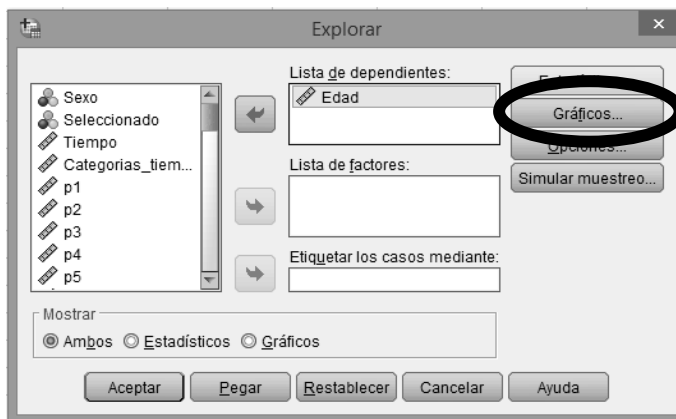 Explorar
Lista de dependientes:
Edad
Sexo
Seleccionado
Tiempo
Categorias_tiem...
p1
p2
p3
p4
p5
Lista de factores:
Etiquetar los casos mediante:
Gráficos...
Opciones...
Simular muestreo...
Mostrar
Ambos Estadísticos Gráficos
Aceptar Pegar Restablecer Cancelar Ayuda